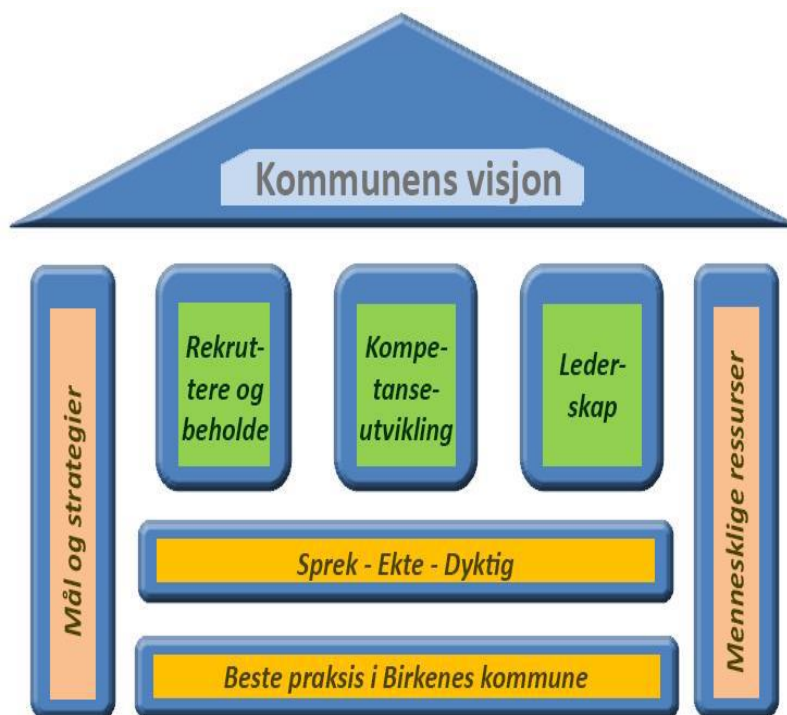 Kommunens visjon
Mål og strategier
Rekrut-
tere og
beholde
Kompe-
tanse-
utvikling
Leder-
skap
Mennesklige ressurser
Sprek - Ekte - Dyktig
Beste praksis i Birkenes kommune